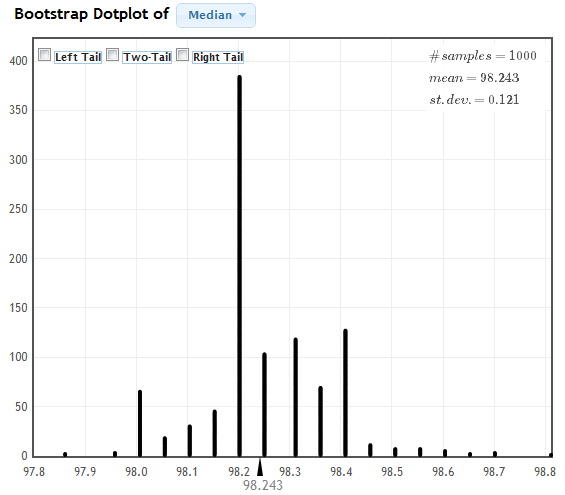 Bootstrap Dotplot of Median
Left Tail Two-Tail Right Tail
# samples = 1000
mean = 98.243
st.dev. = 0.121
400
350
300
250
200
150
100
50
0
97.8 97.9 98.0 98.1 98.2 98.3 98.4 98.5 98.6 98.7 98.8
98.243